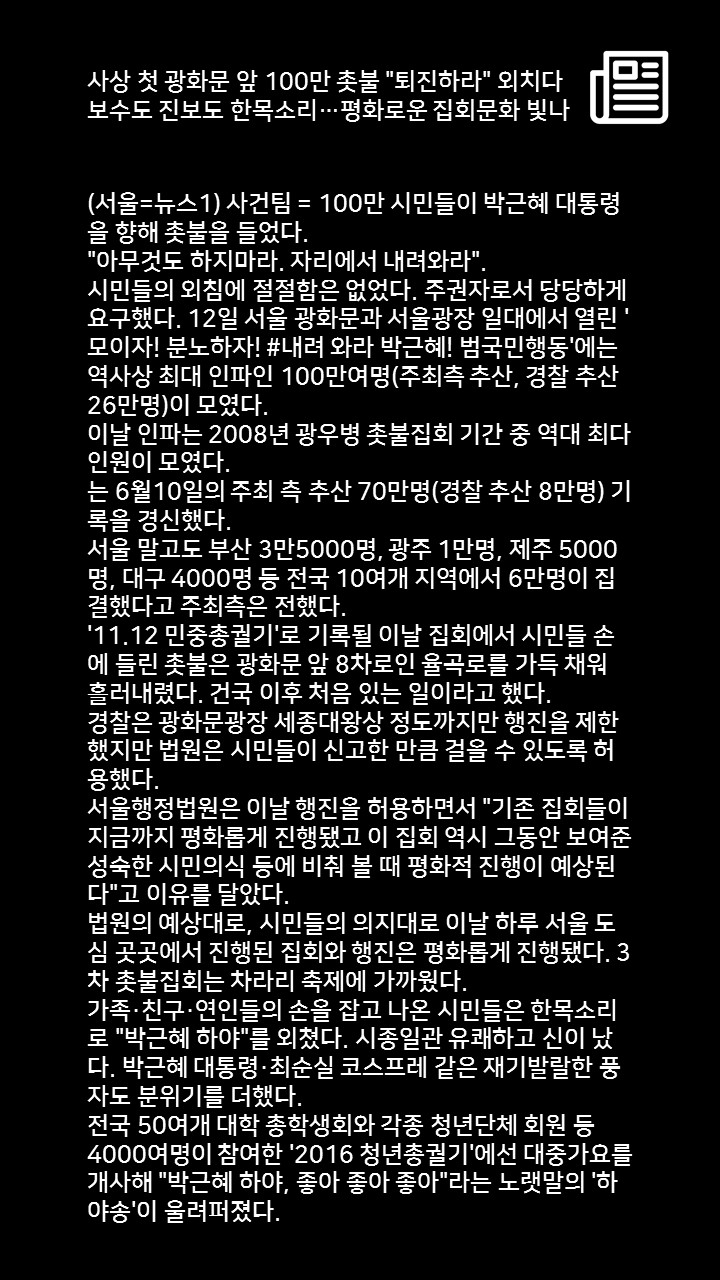 사상 첫 광화문 앞 100만 촛불 "퇴진하라" 외치다
보수도 진보도 한목소리…평화로운 집회문화 빛나
(서울=뉴스1) 사건팀 = 100만 시민들이 박근혜 대통령
을 향해 촛불을 들었다.
"아무것도 하지마라. 자리에서 내려와라".
시민들의 외침에 절절함은 없었다. 주권자로서 당당하게
요구했다. 12일 서울 광화문과 서울광장 일대에서 열린 '
모이자! 분노하자! #내려 와라 박근혜! 범국민행동'에는
역사상 최대 인파인 100만여명(주최측 추산, 경찰 추산
26만명)이 모였다.
이날 인파는 2008년 광우병 촛불집회 기간 중 역대 최다
인원이 모였다.
는 6월10일의 주최 측 추산 70만명(경찰 추산 8만명) 기
록을 경신했다.
서울 말고도 부산 3만5000명, 광주 1만명, 제주 5000
명, 대구 4000명 등 전국 10여개 지역에서 6만명이 집
결했다고 주최측은 전했다.
'11.12 민중총궐기'로 기록될 이날 집회에서 시민들 손
에 들린 촛불은 광화문 앞 8차로인 율곡로를 가득 채워
흘러내렸다. 건국 이후 처음 있는 일이라고 했다.
경찰은 광화문광장 세종대왕상 정도까지만 행진을 제한
했지만 법원은 시민들이 신고한 만큼 걸을 수 있도록 허
용했다.
서울행정법원은 이날 행진을 허용하면서 "기존 집회들이
지금까지 평화롭게 진행됐고 이 집회 역시 그동안 보여준
성숙한 시민의식 등에 비춰 볼 때 평화적 진행이 예상된
다"고 이유를 달았다.
법원의 예상대로, 시민들의 의지대로 이날 하루 서울 도
심 곳곳에서 진행된 집회와 행진은 평화롭게 진행됐다. 3
차 촛불집회는 차라리 축제에 가까웠다.
가족·친구·연인들의 손을 잡고 나온 시민들은 한목소리
로 "박근혜 하야"를 외쳤다. 시종일관 유쾌하고 신이 났
다. 박근혜 대통령·최순실 코스프레 같은 재기발랄한 풍
자도 분위기를 더했다.
전국 50여개 대학 총학생회와 각종 청년단체 회원 등
4000여명이 참여한 '2016 청년총궐기'에선 대중가요를
개사해 "박근혜 하야, 좋아 좋아 좋아"라는 노랫말의 '하
야송'이 울려퍼졌다.